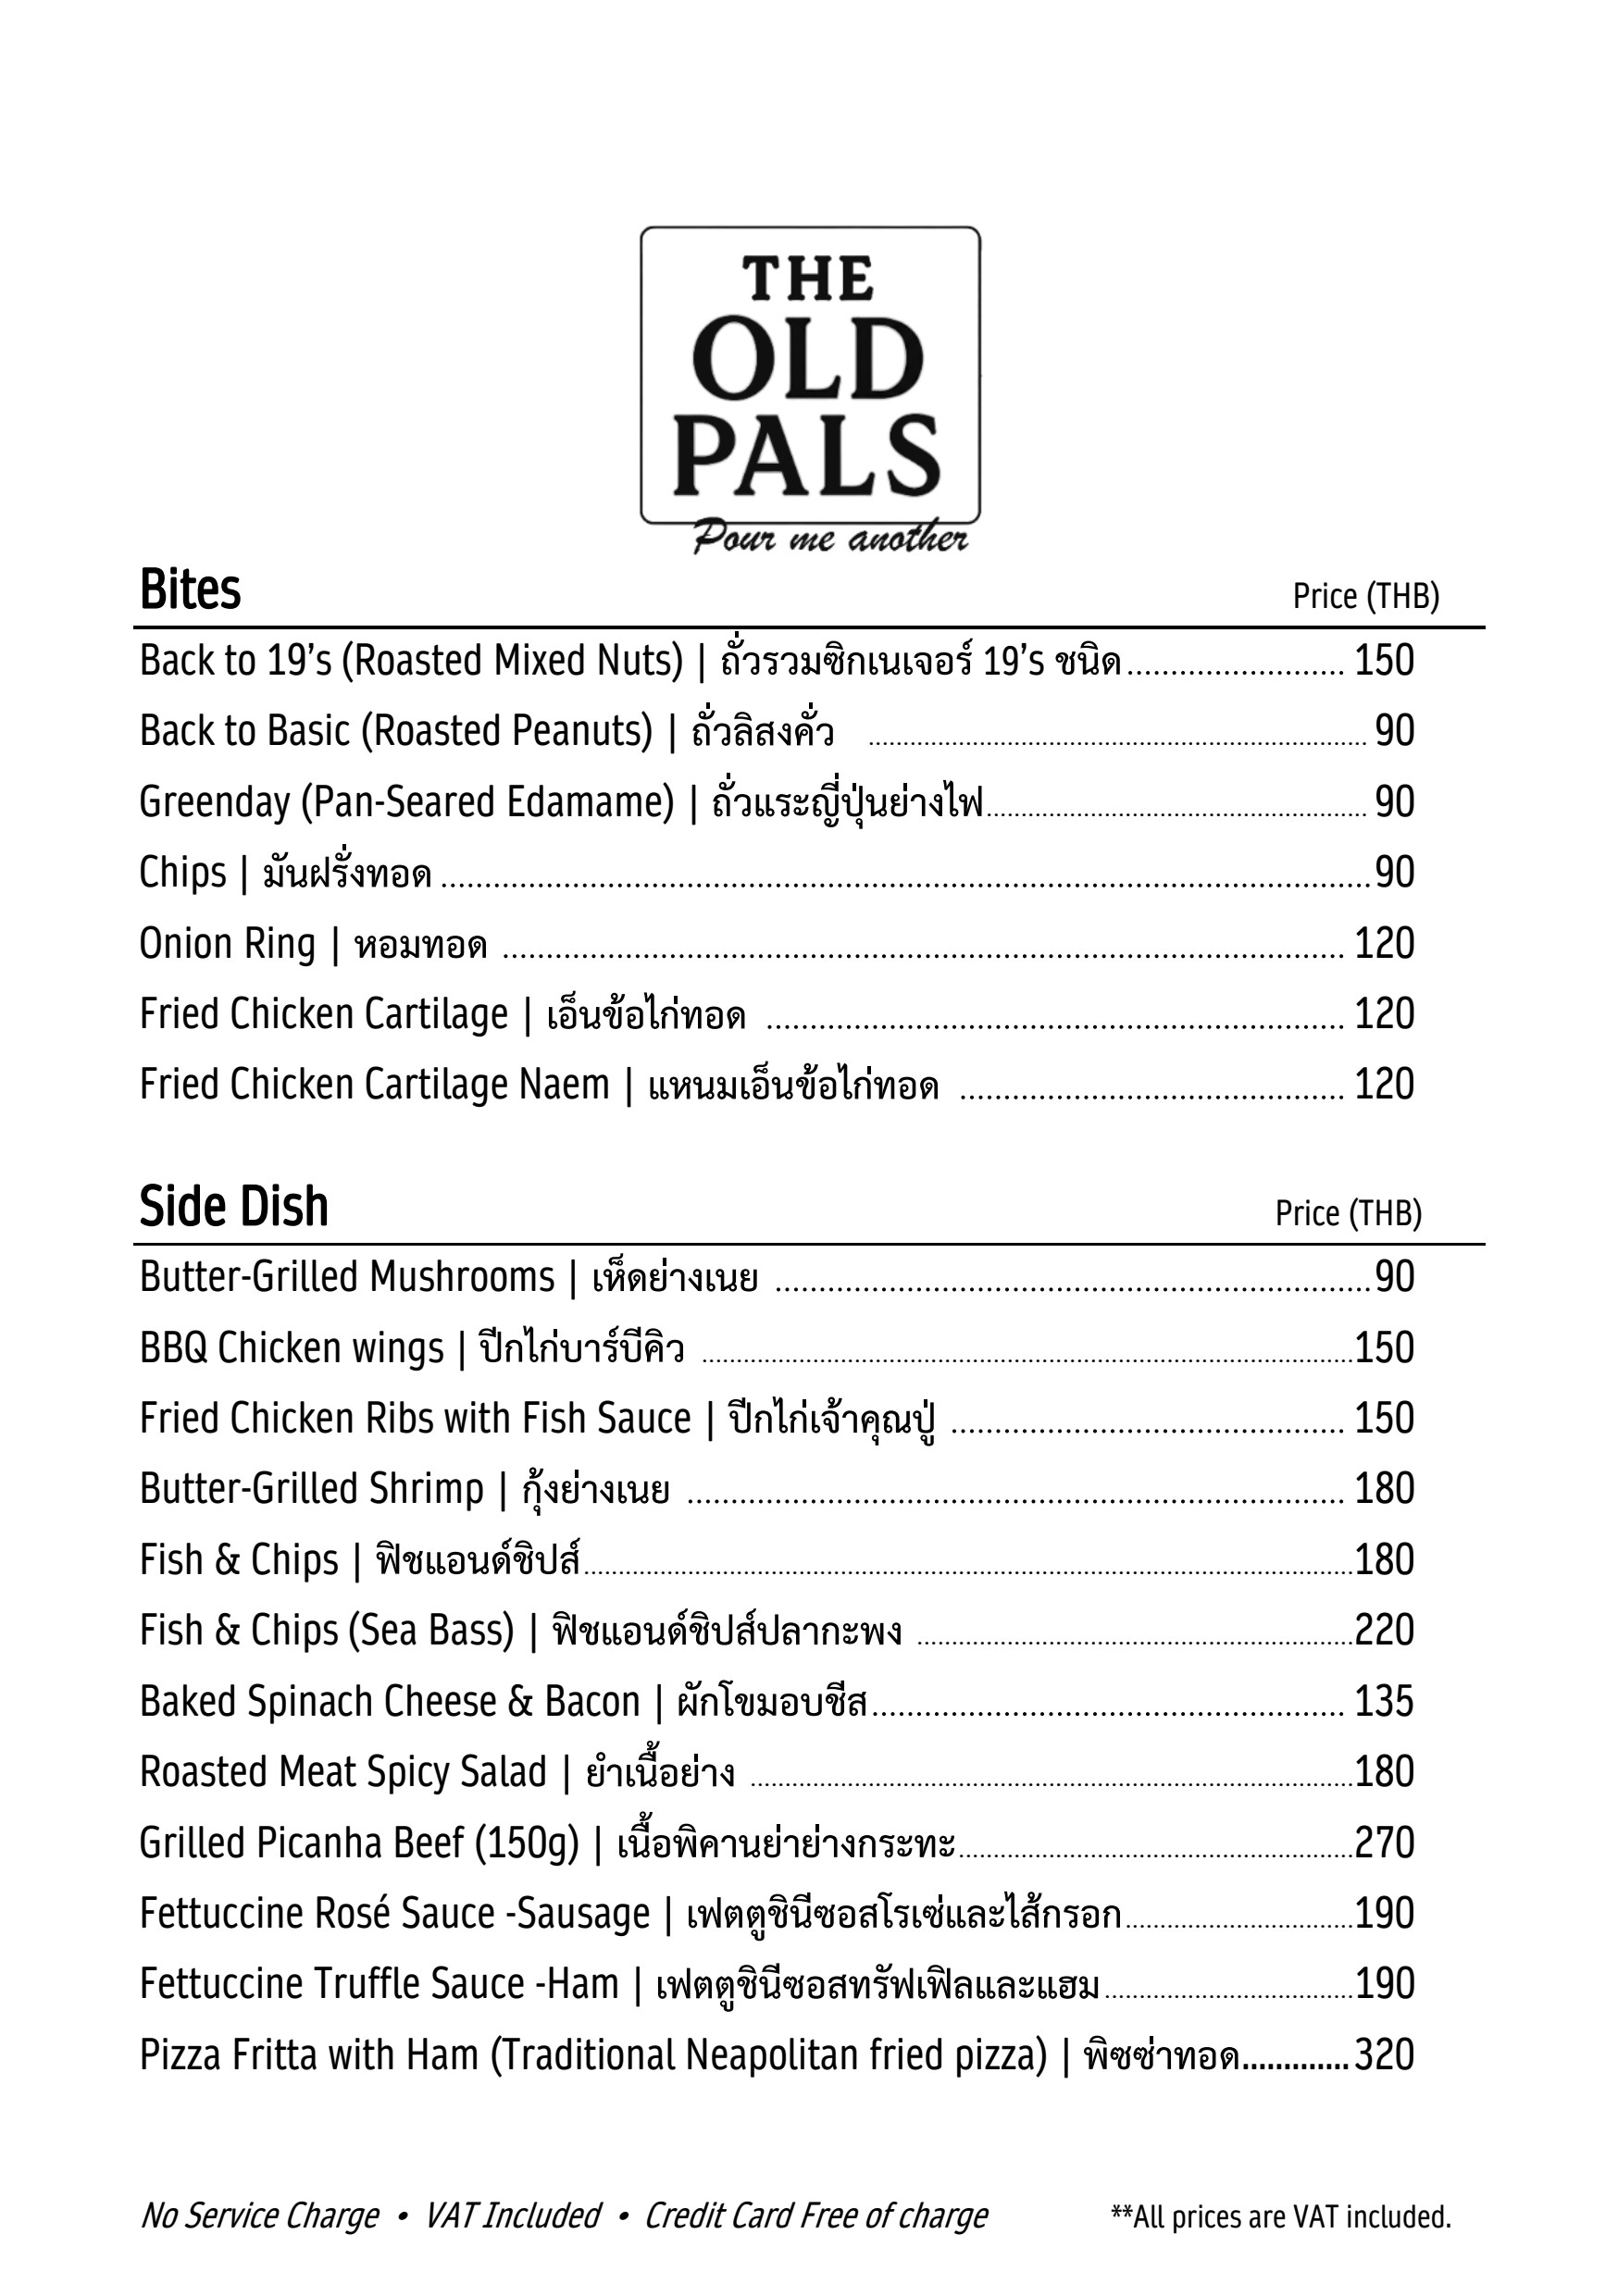 THE
OLD
PALS
Pour me another
Bites Price (THB)
Back to 19’s (Roasted Mixed Nuts) | ถั่วรวมซิกเนเจอร์ 19’s ชนิด......................... 150
Back to Basic (Roasted Peanuts) | ถั่วลิสงคั่ว ........................................................................ 90
Greenday (Pan-Seared Edamame) | ถั่วแระญี่ปุ่นย่างไฟ....................................................... 90
Chips | มันฝรั่งทอด ..........................................................................................................90
Onion Ring | หอมทอด ................................................................................................ 120
Fried Chicken Cartilage | เอ็นข้อไก่ทอด .................................................................. 120
Fried Chicken Cartilage Naem | แหนมเอ็นข้อไก่ทอด ............................................ 120
Side Dish Price (THB)
Butter-Grilled Mushrooms | เห็ดย่างเนย ....................................................................90
BBQ Chicken wings | ปีกไก่บาร์บีคิว ..............................................................................................150
Fried Chicken Ribs with Fish Sauce | ปีกไก่เจ้าคุณปู่ ............................................. 150
Butter-Grilled Shrimp | กุ้งย่างเนย ........................................................................... 180
Fish & Chips | ฟิชแอนด์ชิปส์...............................................................................................................180
Fish & Chips (Sea Bass) | ฟิชแอนด์ชิปส์ปลากะพง ...............................................................220
Baked Spinach Cheese & Bacon | ผักโขมอบชีส...................................................... 135
Roasted Meat Spicy Salad | ยำเนื้อย่าง .......................................................................................180
Grilled Picanha Beef (150g) | เนื้อพิคานย่าย่างกระทะ.........................................................270
Fettuccine Rosé Sauce -Sausage | เฟตตูชินีซอสโรเซ่และไส้กรอก.................................190
Fettuccine Truffle Sauce -Ham | เฟตตูชินีซอสทรัฟเฟิลและแฮม....................................190
Pizza Fritta with Ham (Traditional Neapolitan fried pizza) | พิซซ่าทอด.............320
No Service Charge • VAT Included • Credit Card Free of charge **All prices are VAT included.